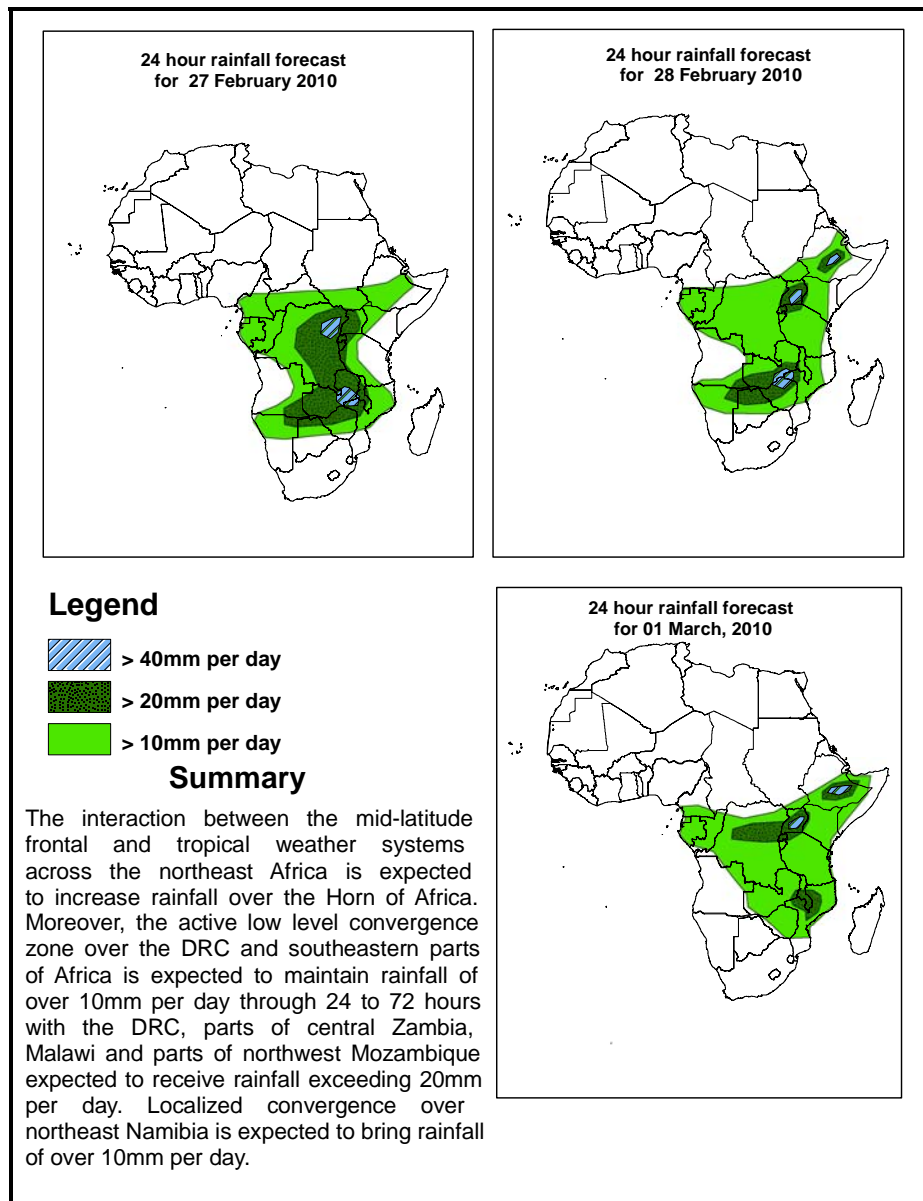 24 hour rainfall forecast
for 27 February 2010
24 hour rainfall forecast
for 28 February 2010
Legend
> 40mm per day
> 20mm per day
> 10mm per day
24 hour rainfall forecast
for 01 March, 2010
Summary
The interaction between the mid-latitude
frontal and tropical weather systems
across the northeast Africa is expected
to increase rainfall over the Horn of Africa.
Moreover, the active low level convergence
zone over the DRC and southeastern parts
of Africa is expected to maintain rainfall of
over 10mm per day through 24 to 72 hours
with the DRC, parts of central Zambia,
Malawi and parts of northwest Mozambique
expected to receive rainfall exceeding 20mm
per day. Localized convergence over
northeast Namibia is expected to bring rainfall
of over 10mm per day.